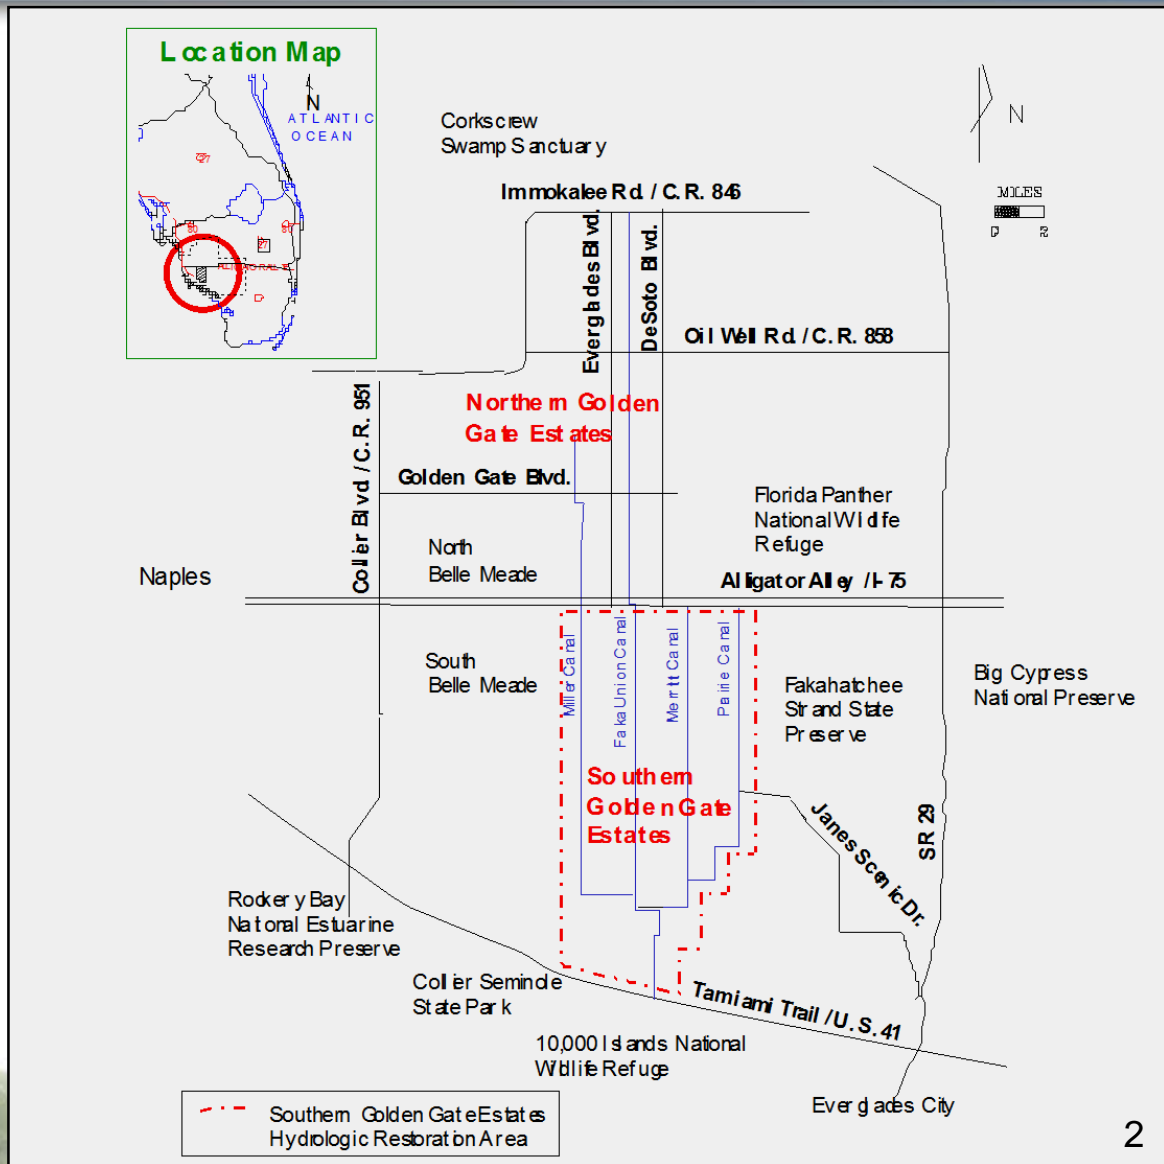 Location Map
N
ATLANTIC
OCEAN
27
80
27
Corkscrew
Swamp Sanctuary
N
Immokalee Rd. / C.R. 846
MILES
0 2
Everglades Blvd.
DeSoto Blvd.
Oil Well Rd. / C.R. 858
Collier Blvd / C.R. 951
Northern Golden
Gate Estates
Golden Gate Blvd.
Florida Panther
National Wildlife
Refuge
North
Belle Meade
Naples
Alligator Alley / I-75
Miller Canal
Faka Union Canal
Merritt Canal
Prairie Canal
South
Belle Meade
Fakahatchee
Strand State
Preserve
Big Cypress
National Preserve
Southern
Golden Gate
Estates
Janes Scenic Dr.
SR 29
Rookery Bay
National Estuarine
Research Preserve
Collier Seminole
State Park
Tamiami Trail / U.S. 41
10,000 Islands National
Wildlife Refuge
Everglades City
Southern Golden Gate Estates
Hydrologic Restoration Area
2